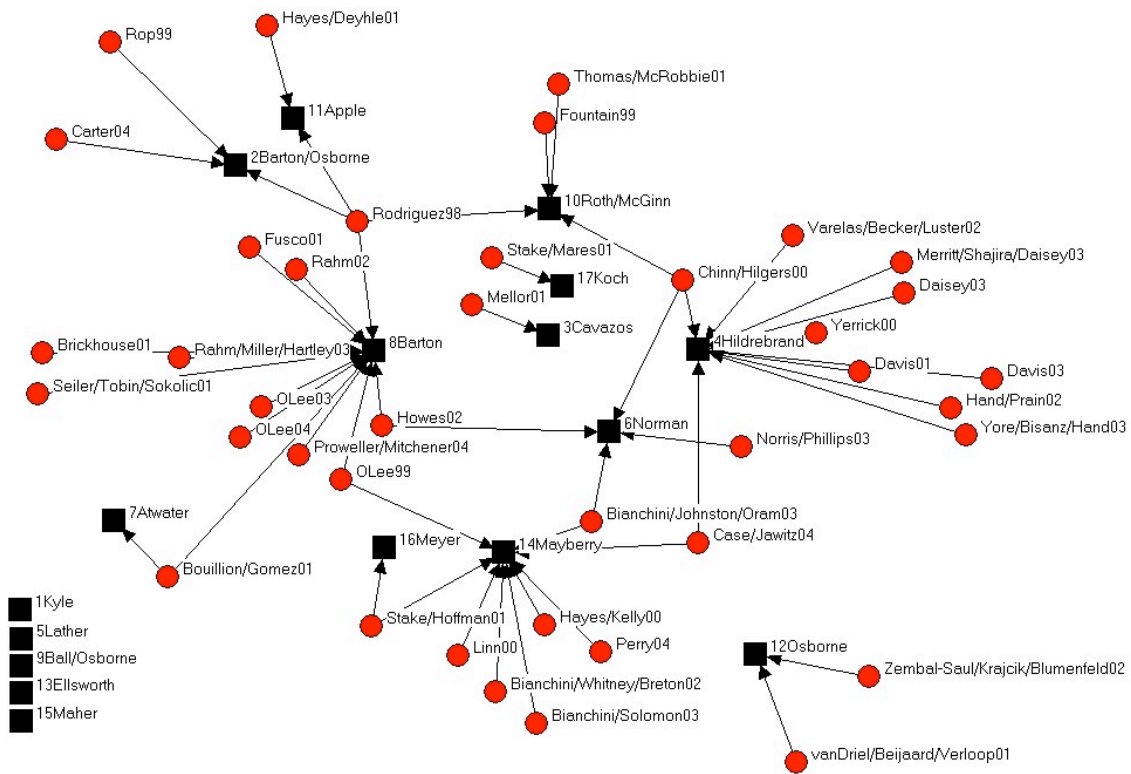 Rop99
Hayes/Deyhle01
Thomas/McRobbie01
11Apple
Fountain99
Carter04
2Barton/Osborne
10Roth/McGinn
Rodriguez98
Varelas/Becker/Luster02
Fusco01
Stake/Mares01
Merritt/Shajira/Daisey03
Rahm02
Chinn/Hilgers00
17Koch
Daisey03
Mellor01
3Cavazos
Yerrick00
4Hildebrand
8Barton
Brickhouse01
Rahm/Miller/Hartley03
Davis01
Davis03
Seiler/Tobin/Sokolic01
OLee03
Hand/Prain02
Howes02
6Norman
Yore/Bisanz/Hand03
OLee04
Norris/Phillips03
Proweller/Mitchener04
OLee99
7Atwater
Bianchini/Johnston/Oram03
Case/Jawitz04
16Meyer
14Mayberry
Bouillion/Gomez01
1Kyle
Stake/Hoffman01
Hayes/Kelly00
5Lather
Linn00
Perry04
12Osborne
9Ball/Osborne
Zembal-Saul/Krajcik/Blumenfeld02
13Ellsworth
Bianchini/Whitney/Breton02
15Maher
Bianchini/Solomon03
vanDriel/Beijaard/Verloop01